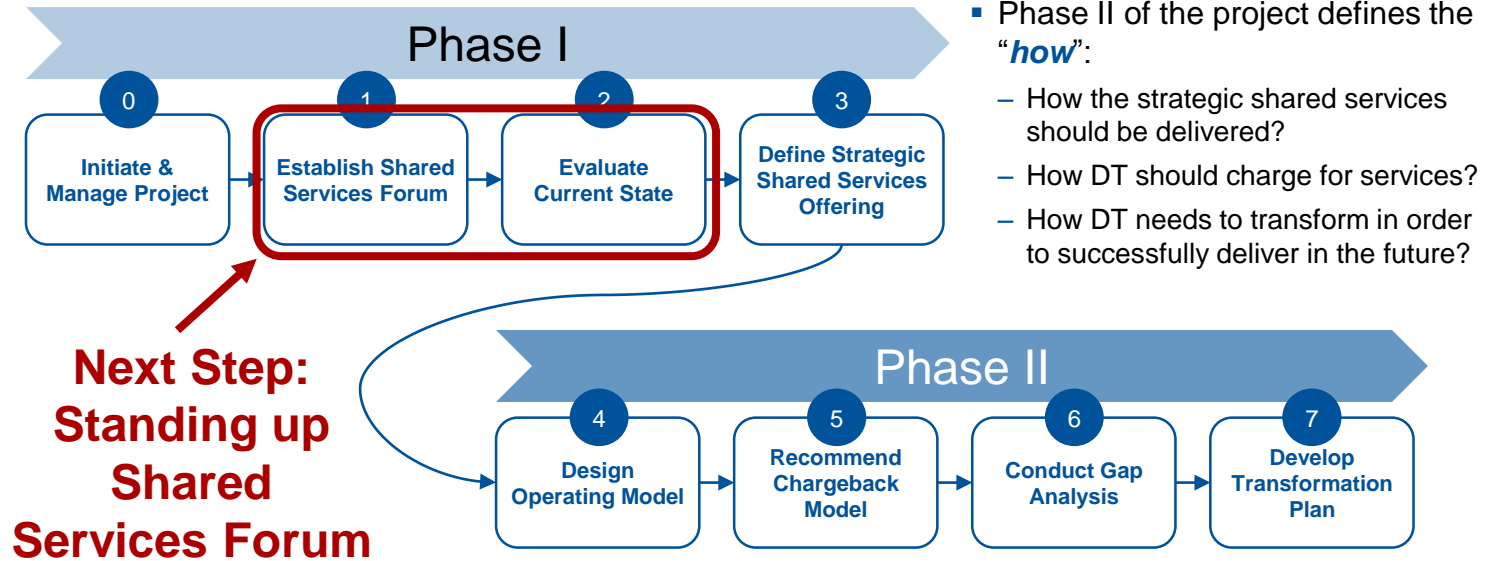 Phase I
0
Initiate &
Manage Project
1
Establish Shared
Services Forum
2
Evaluate
Current State
3
Define Strategic
Shared Services
Offering
▪ Phase II of the project defines the
“how”:
– How the strategic shared services
should be delivered?
– How DT should charge for services?
– How DT needs to transform in order
to successfully deliver in the future?
Next Step:
Standing up
Shared
Services Forum
Phase II
4
Design
Operating Model
5
Recommend
Chargeback
Model
6
Conduct Gap
Analysis
7
Develop
Transformation
Plan